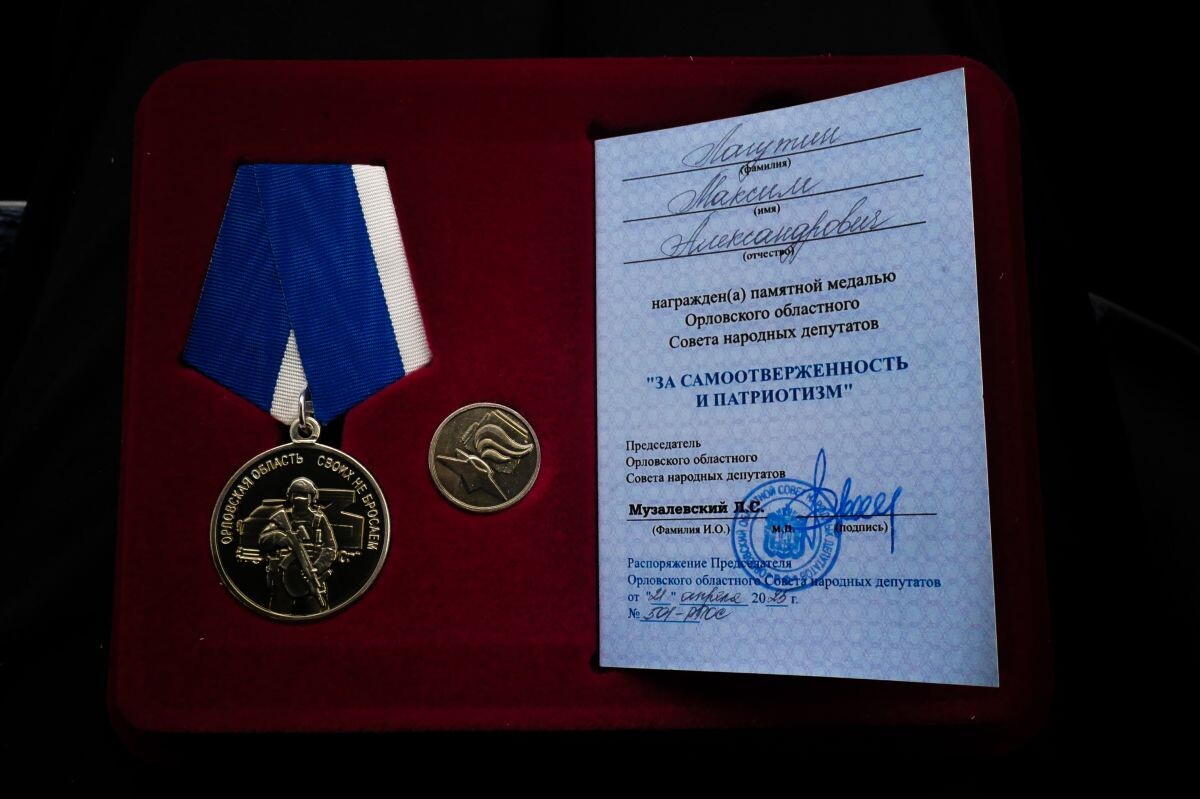 ОРЛОВСКАЯ ОБЛАСТЬ СВОИХ НЕ БРОСАЕМ
Лагутин
(фамилия)
Максим
(имя)
Александрович
(отчество)
награжден(а) памятной медалью
Орловского областного
Совета народных депутатов
"ЗА САМООТВЕРЖЕННОСТЬ
И ПАТРИОТИЗМ"
Председатель
Орловского областного
Совета народных депутатов
Музалевский Л.С.
(Фамилия И.О.) м.п. (подпись)
Распоряжение Председателя
Орловского областного Совета народных депутатов
от "21" апреля 2025 г.
№